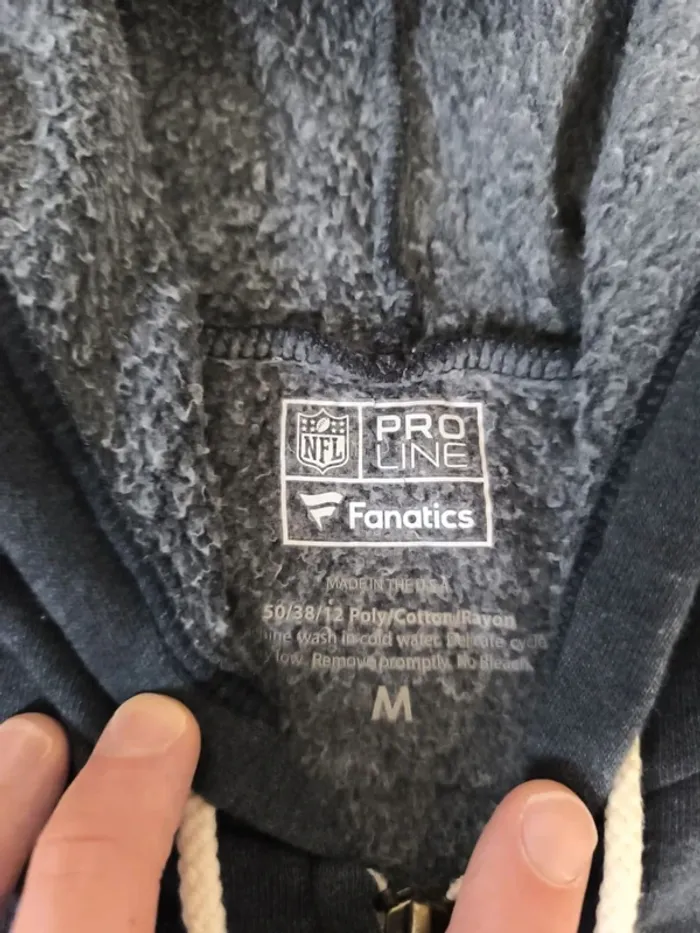 NFL
PRO
LINE
Fanatics
MADE IN THE U.S.A.
50/38/12 Poly/Cotton/Rayon
wash in cold water. Delicate cycle
low. Remove promptly. No Bleach
M